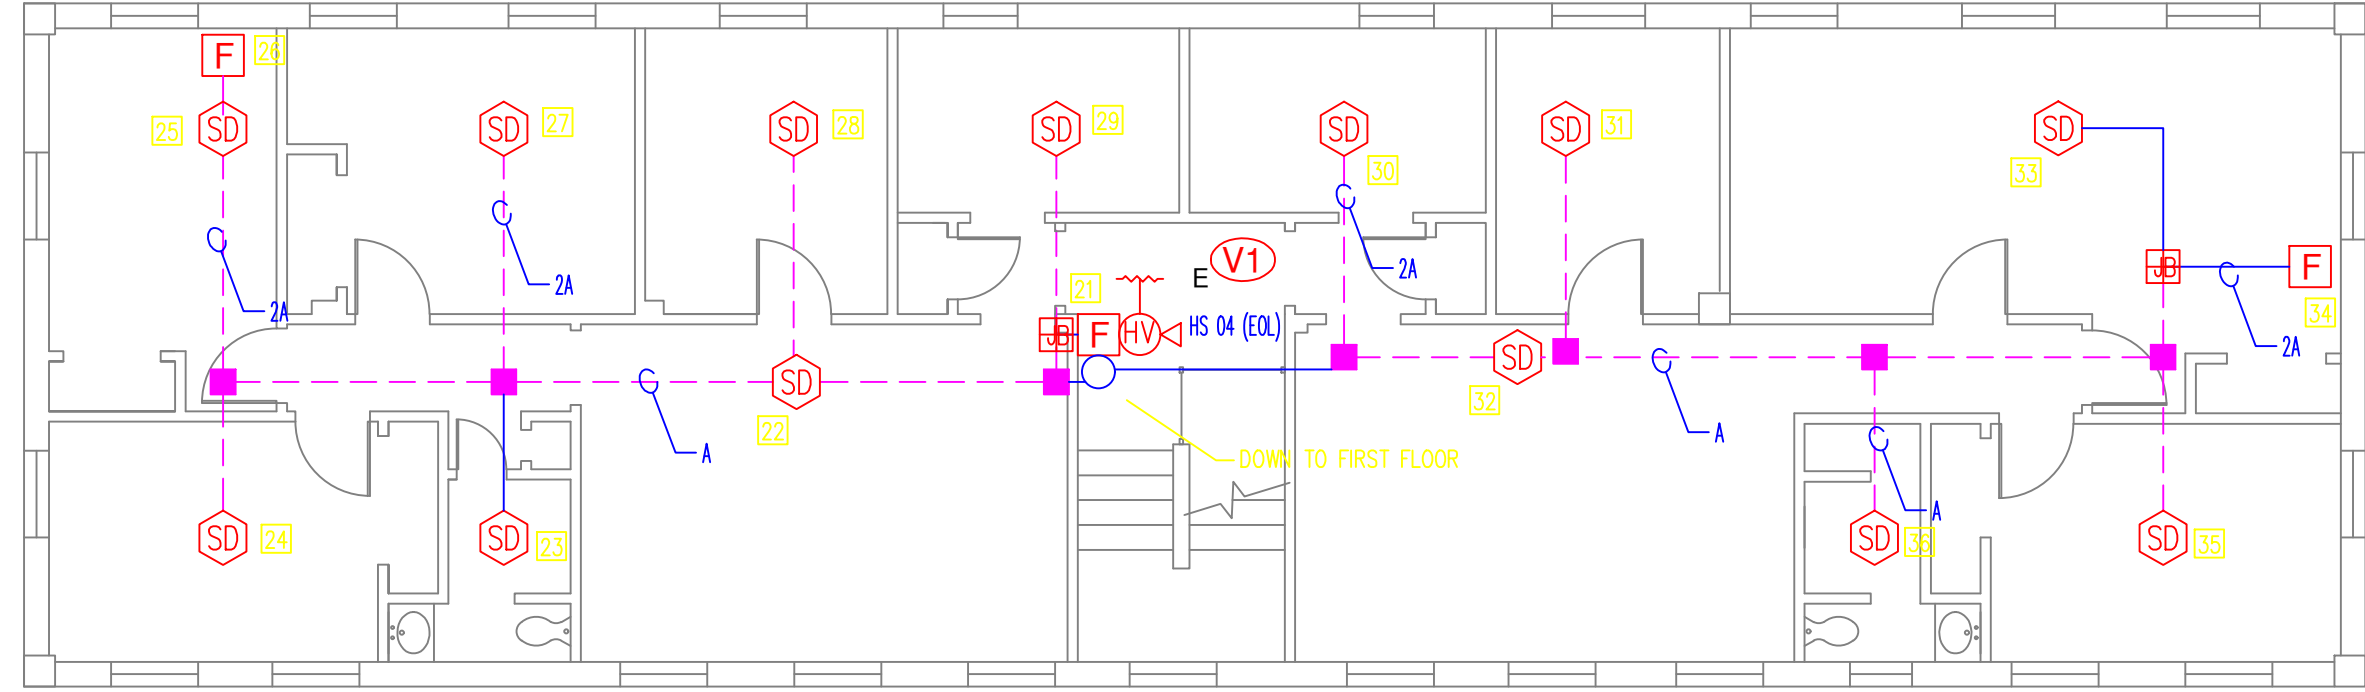 F
26
25
SD
SD
27
SD
28
SD
29
SD
30
SD
31
SD
33
2A
2A
2A
21
E
V1
JB
F
34
2A
JB
F
HV
HS 04 (EOL)
SD
22
A
SD
32
A
DOWN TO FIRST FLOOR
SD
24
SD
23
A
SD
36
SD
35